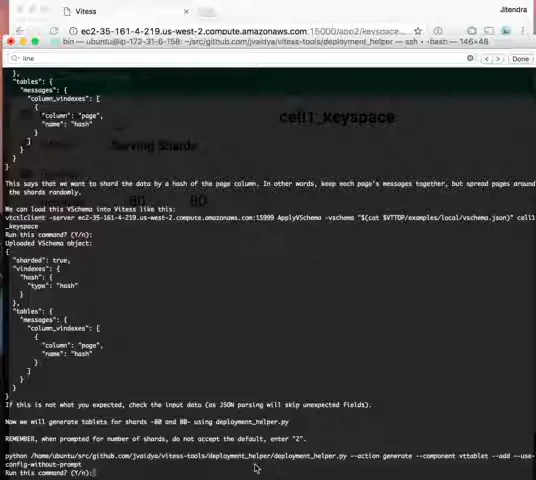 Vitess
Jitendra
ec2-35-161-4-219.us-west-2.compute.amazonaws.com:15000/app2/keyspace
bin — ubuntu@ip-172-31-6-158: ~/src/github.com/jvaidya/vitess-tools/deployment_helper — ssh ◂ -bash — 146×48
line
Done
},
"tables": {
"messages": {
"column_vindexes": [
{
"column": "page",
"name": "hash"
}
]
}
}
}
cell1_keyspace
Serving Shards
This says that we want to shard the data by a hash of the page column. In other words, keep each page's messages together, but spread pages around
the shards randomly.
80 80
We can load this VSchema into Vitess like this:
vtctlclient -server ec2-35-161-4-219.us-west-2.compute.amazonaws.com:15999 ApplyVSchema -vschema "$(cat $VTTOP/examples/local/vschema.json)" cell1
_keyspace
Run this command? (Y/n):
Uploaded VSchema object:
{
"sharded": true,
"vindexes": {
"hash": {
"type": "hash"
}
},
"tables": {
"messages": {
"column_vindexes": [
{
"column": "page",
"name": "hash"
}
]
}
}
}
If this is not what you expected, check the input data (as JSON parsing will skip unexpected fields).
Now we will generate tablets for shards -80 and 80- using deployment_helper.py
REMEMBER, when prompted for number of shards, do not accept the default, enter "2".
python /home/ubuntu/src/github.com/jvaidya/vitess-tools/deployment_helper/deployment_helper.py --action generate --component vttablet --add --use-
config-without-prompt
Run this command? (Y/n):